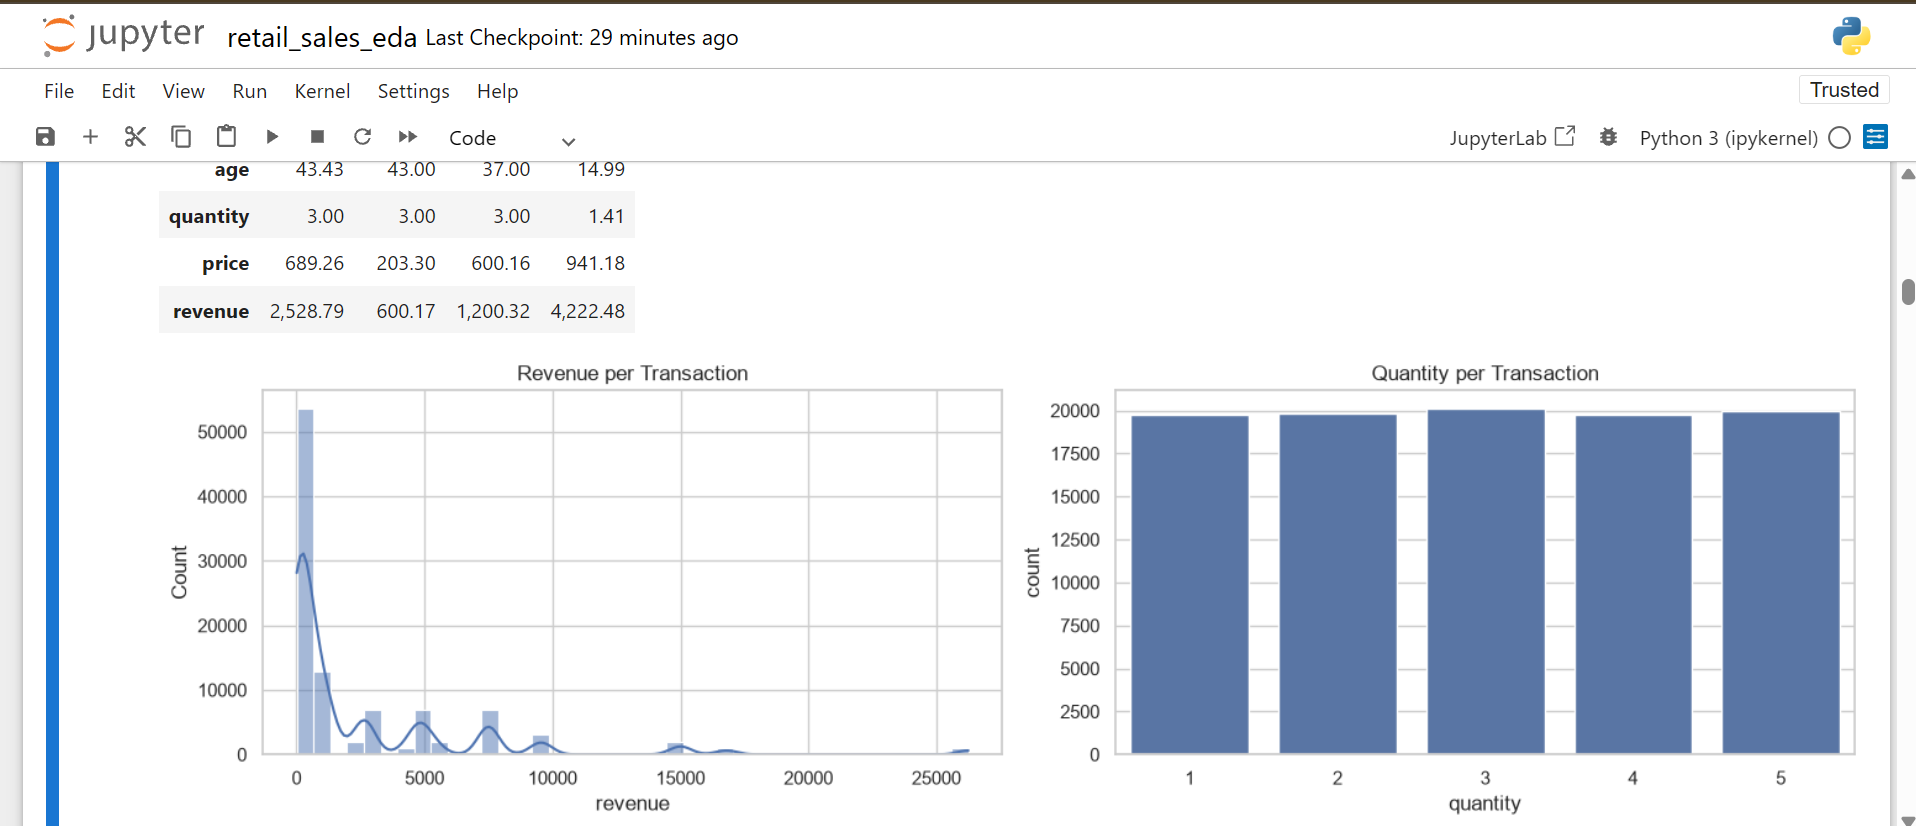 jupyter retail_sales_eda Last Checkpoint: 29 minutes ago
File Edit View Run Kernel Settings Help Trusted
Code JupyterLab Python 3 (ipykernel)
age 43.43 43.00 37.00 14.99
quantity 3.00 3.00 3.00 1.41
price 689.26 203.30 600.16 941.18
revenue 2,528.79 600.17 1,200.32 4,222.48
Revenue per Transaction
50000
40000
30000
20000
10000
0
Count
0 5000 10000 15000 20000 25000
revenue
Quantity per Transaction
20000
17500
15000
12500
10000
7500
5000
2500
0
count
1 2 3 4 5
quantity